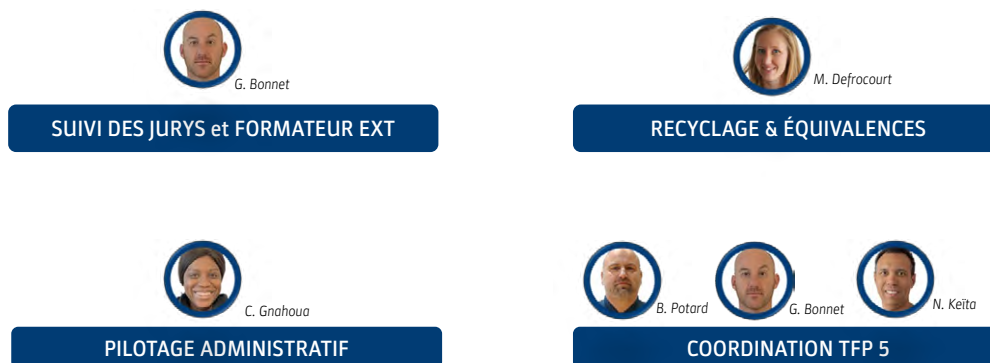 G. Bonnet
SUIVI DES JURYS et FORMATEUR EXT
M. Defrocourt
RECYCLAGE & ÉQUIVALENCES
C. Gnahoua
PILOTAGE ADMINISTRATIF
B. Potard
G. Bonnet
N. Keïta
COORDINATION TFP 5